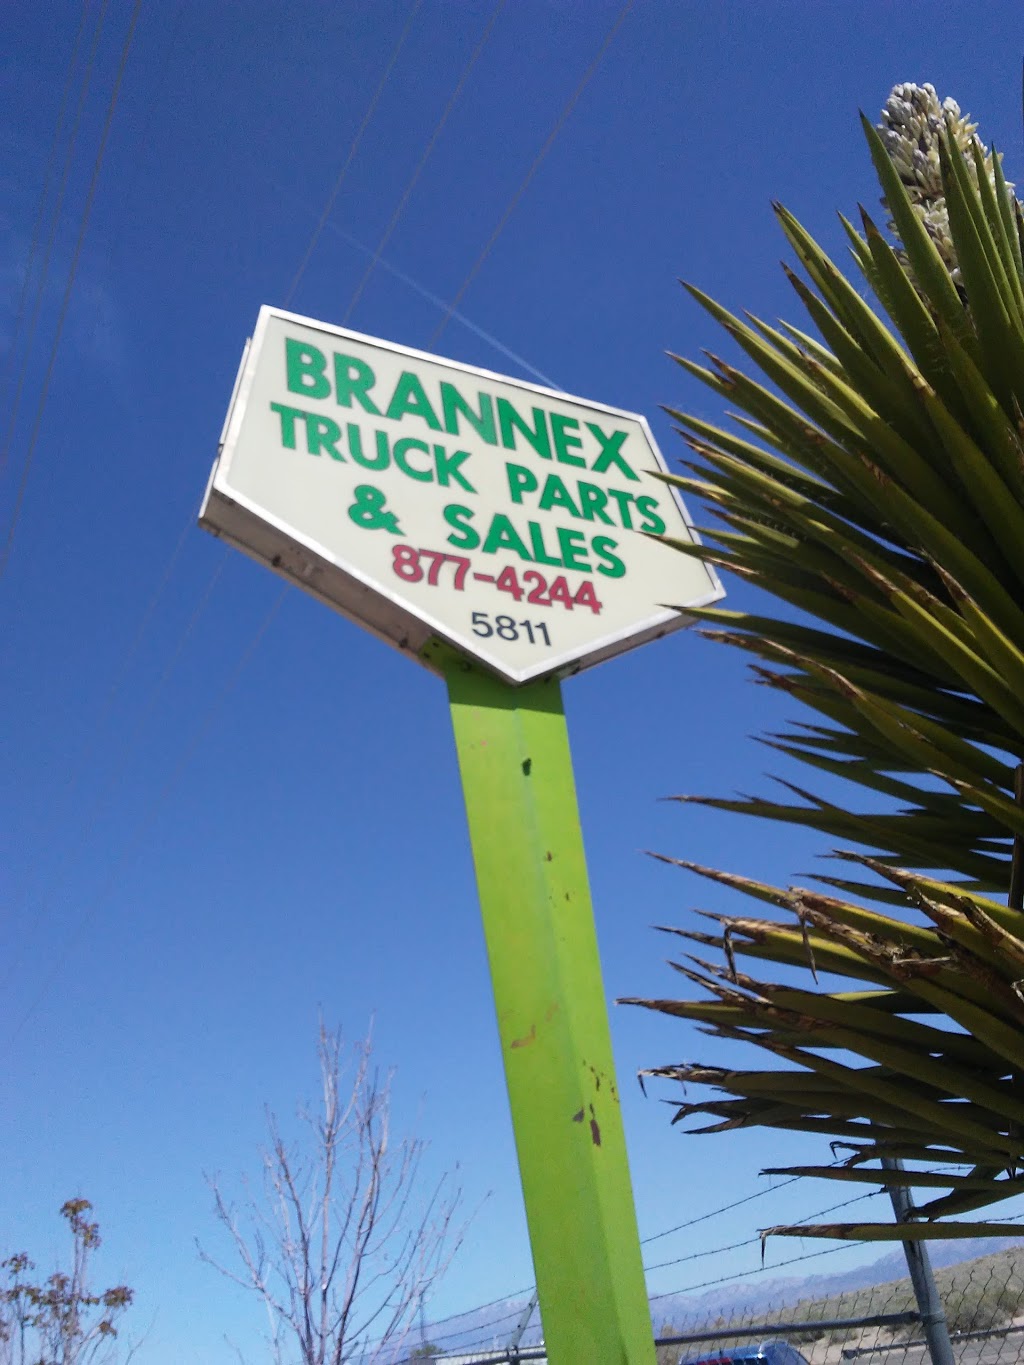 BRANNEX
TRUCK PARTS
& SALES
877-4244
5811